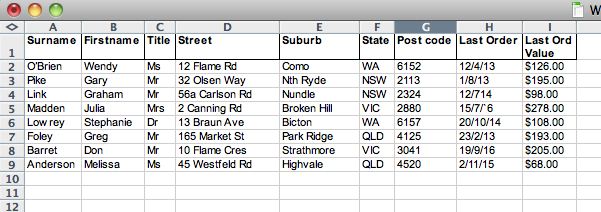 W
A B C D E F G H I
1 Surname Firstname Title Street Suburb State Post code Last Order Last Ord Value
2 O'Brien Wendy Ms 12 Flame Rd Como WA 6152 12/4/13 $126.00
3 Pike Gary Mr 32 Olsen Way Nth Ryde NSW 2113 1/8/13 $195.00
4 Link Graham Mr 56a Carlson Rd Nundle NSW 2324 12/714 $98.00
5 Madden Julia Mrs 2 Canning Rd Broken Hill VIC 2880 15/7/`6 $278.00
6 Lowrey Stephanie Dr 13 Braun Ave Bicton WA 6157 20/10/14 $108.00
7 Foley Greg Mr 165 Market St Park Ridge QLD 4125 23/2/13 $193.00
8 Barret Don Mr 10 Flame Cres Strathmore VIC 3041 19/9/16 $205.00
9 Anderson Melissa Ms 45 Westfeld Rd Highvale QLD 4520 2/11/15 $68.00
10
11
12